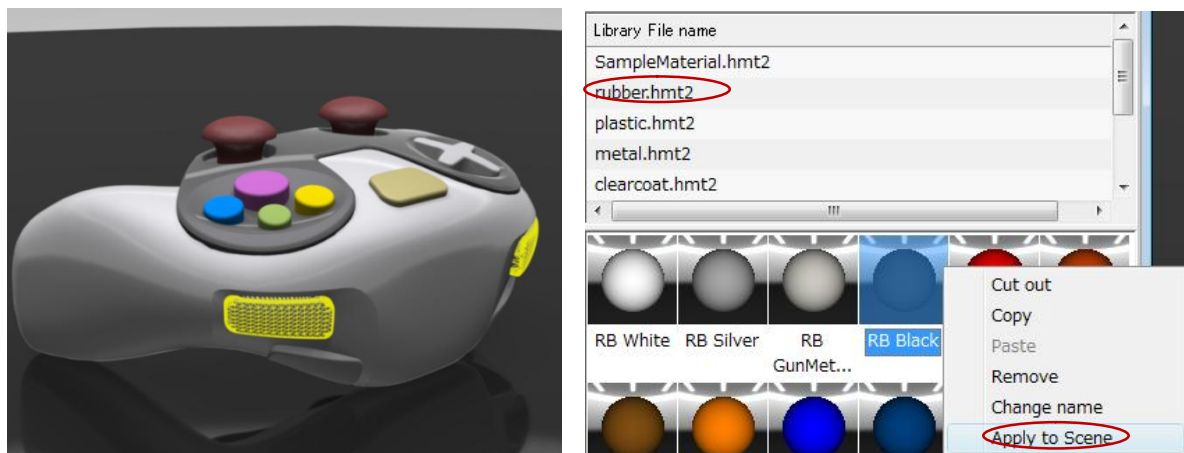 Library File name
SampleMaterial.hmt2
rubber.hmt2
plastic.hmt2
metal.hmt2
clearcoat.hmt2
RB White
RB Silver
RB
GunMet...
RB Black
Cut out
Copy
Paste
Remove
Change name
Apply to Scene